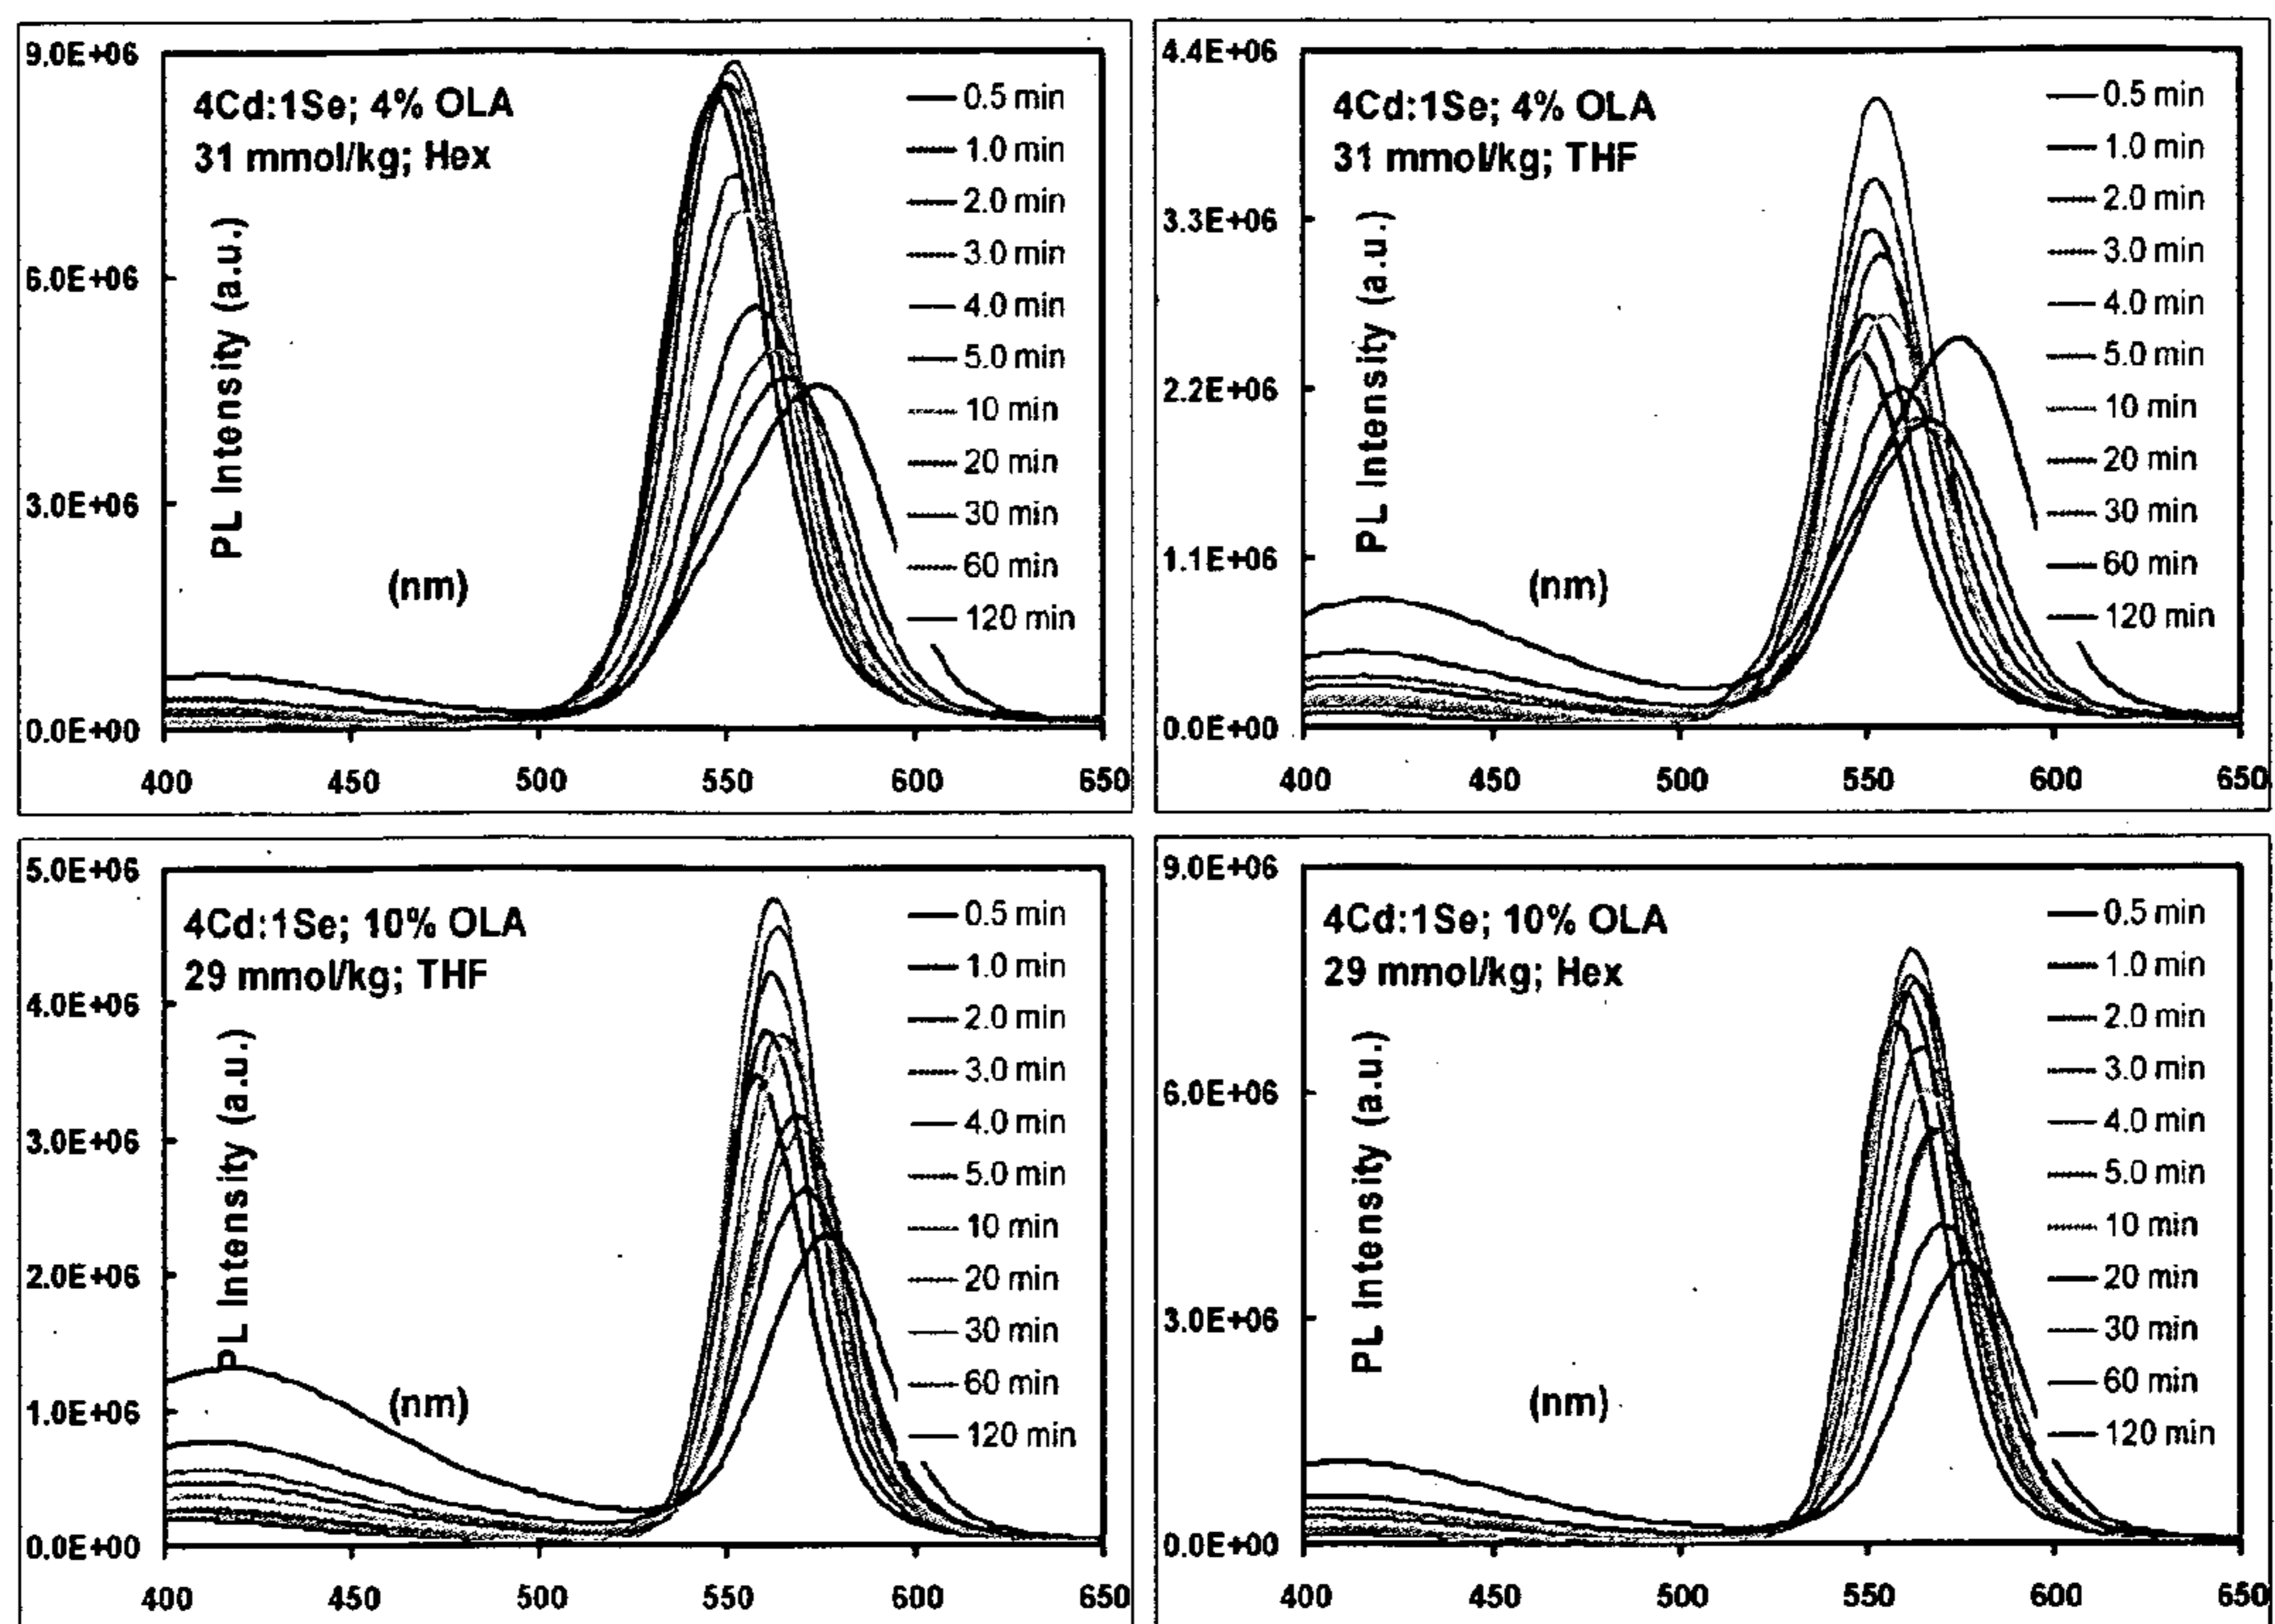 9.0E+06
6.0E+06
3.0E+06
0.0E+00
4Cd:1Se; 4% OLA
31 mmol/kg; Hex
PL Intensity (a.u.)
(nm)
0.5 min
1.0 min
2.0 min
3.0 min
4.0 min
5.0 min
10 min
20 min
30 min
60 min
120 min
400 450 500 550 600 650
4.4E+06
3.3E+06
2.2E+06
1.1E+06
0.0E+00
4Cd:1Se; 4% OLA
31 mmol/kg; THF
PL Intensity (a.u.)
(nm)
0.5 min
1.0 min
2.0 min
3.0 min
4.0 min
5.0 min
10 min
20 min
30 min
60 min
120 min
400 450 500 550 600 650
5.0E+06
4.0E+06
3.0E+06
2.0E+06
1.0E+06
0.0E+00
4Cd:1Se; 10% OLA
29 mmol/kg; THF
PL Intensity (a.u.)
(nm)
0.5 min
1.0 min
2.0 min
3.0 min
4.0 min
5.0 min
10 min
20 min
30 min
60 min
120 min
400 450 500 550 600 650
9.0E+06
6.0E+06
3.0E+06
0.0E+00
4Cd:1Se; 10% OLA
29 mmol/kg; Hex
PL Intensity (a.u.)
(nm)
0.5 min
1.0 min
2.0 min
3.0 min
4.0 min
5.0 min
10 min
20 min
30 min
60 min
120 min
400 450 500 550 600 650